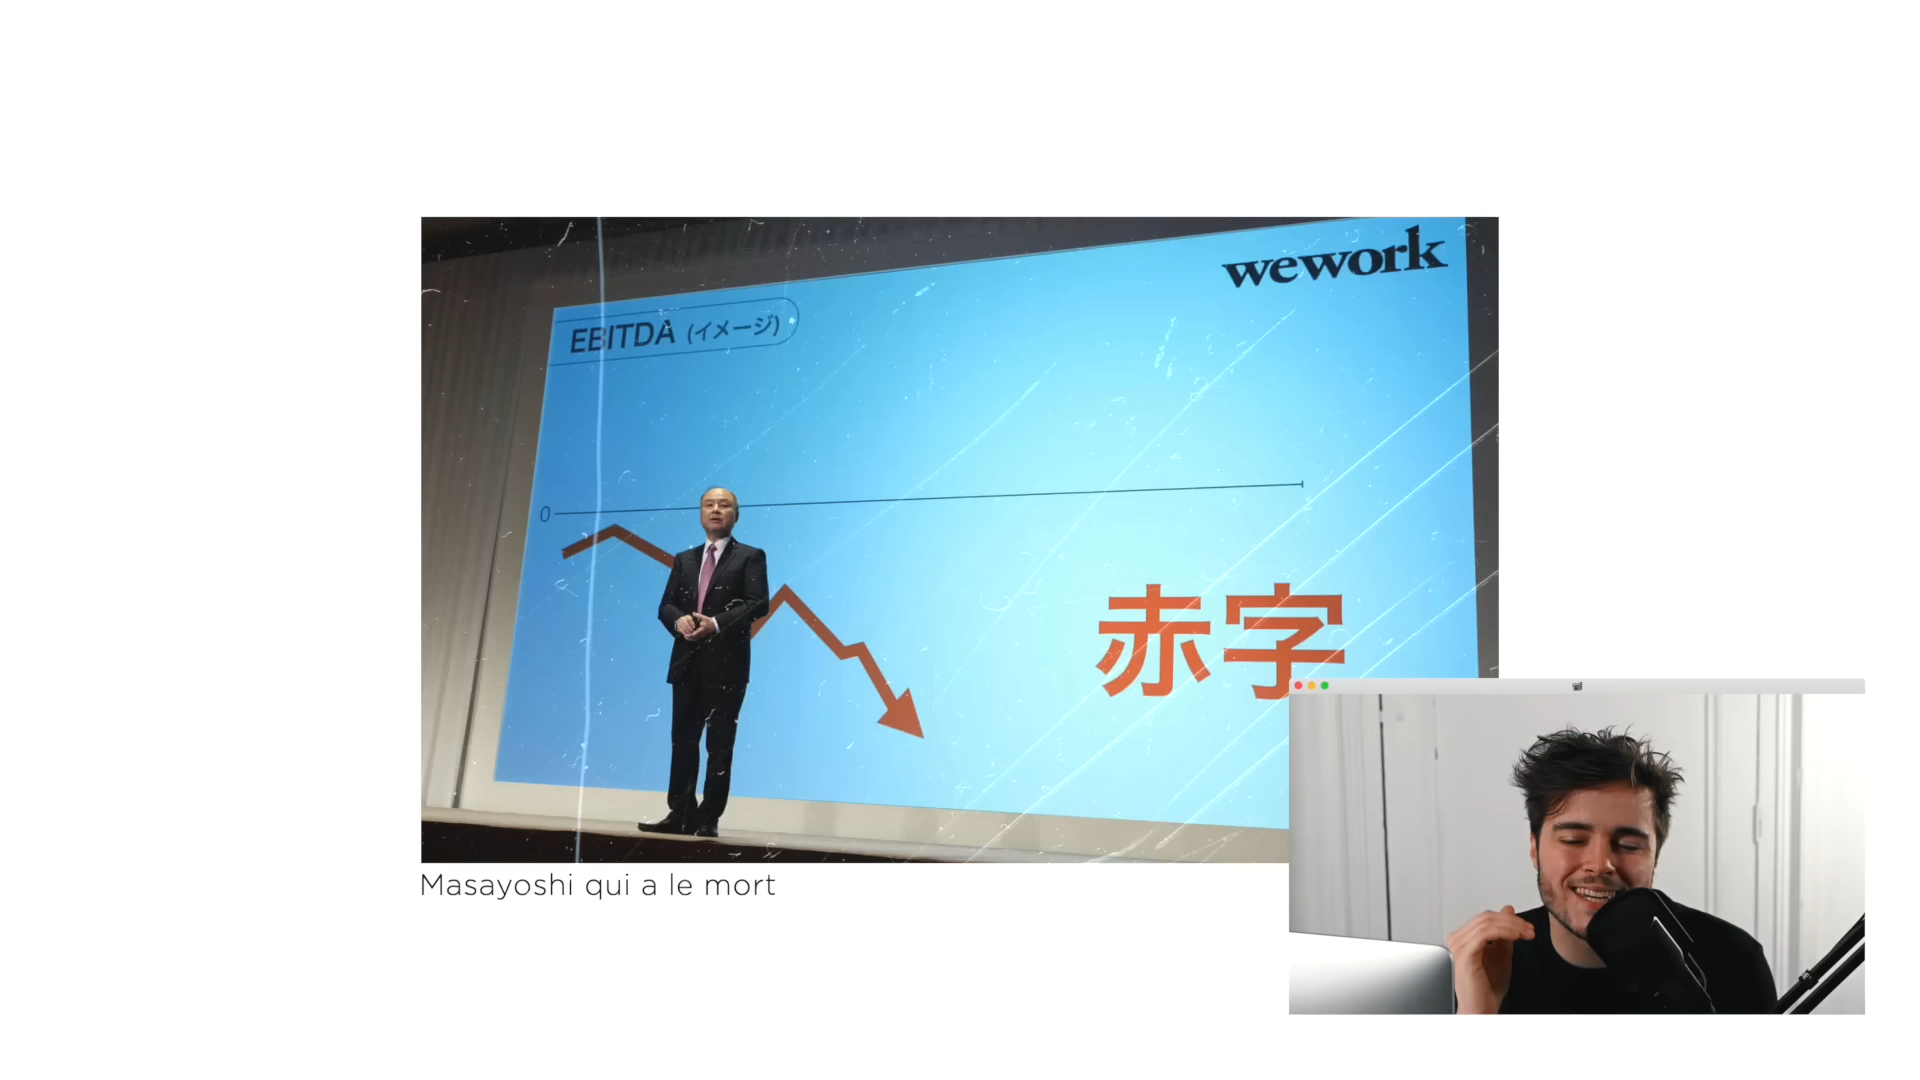 wework
EBITDA (イメージ)
0
赤字
Masayoshi qui a le mort